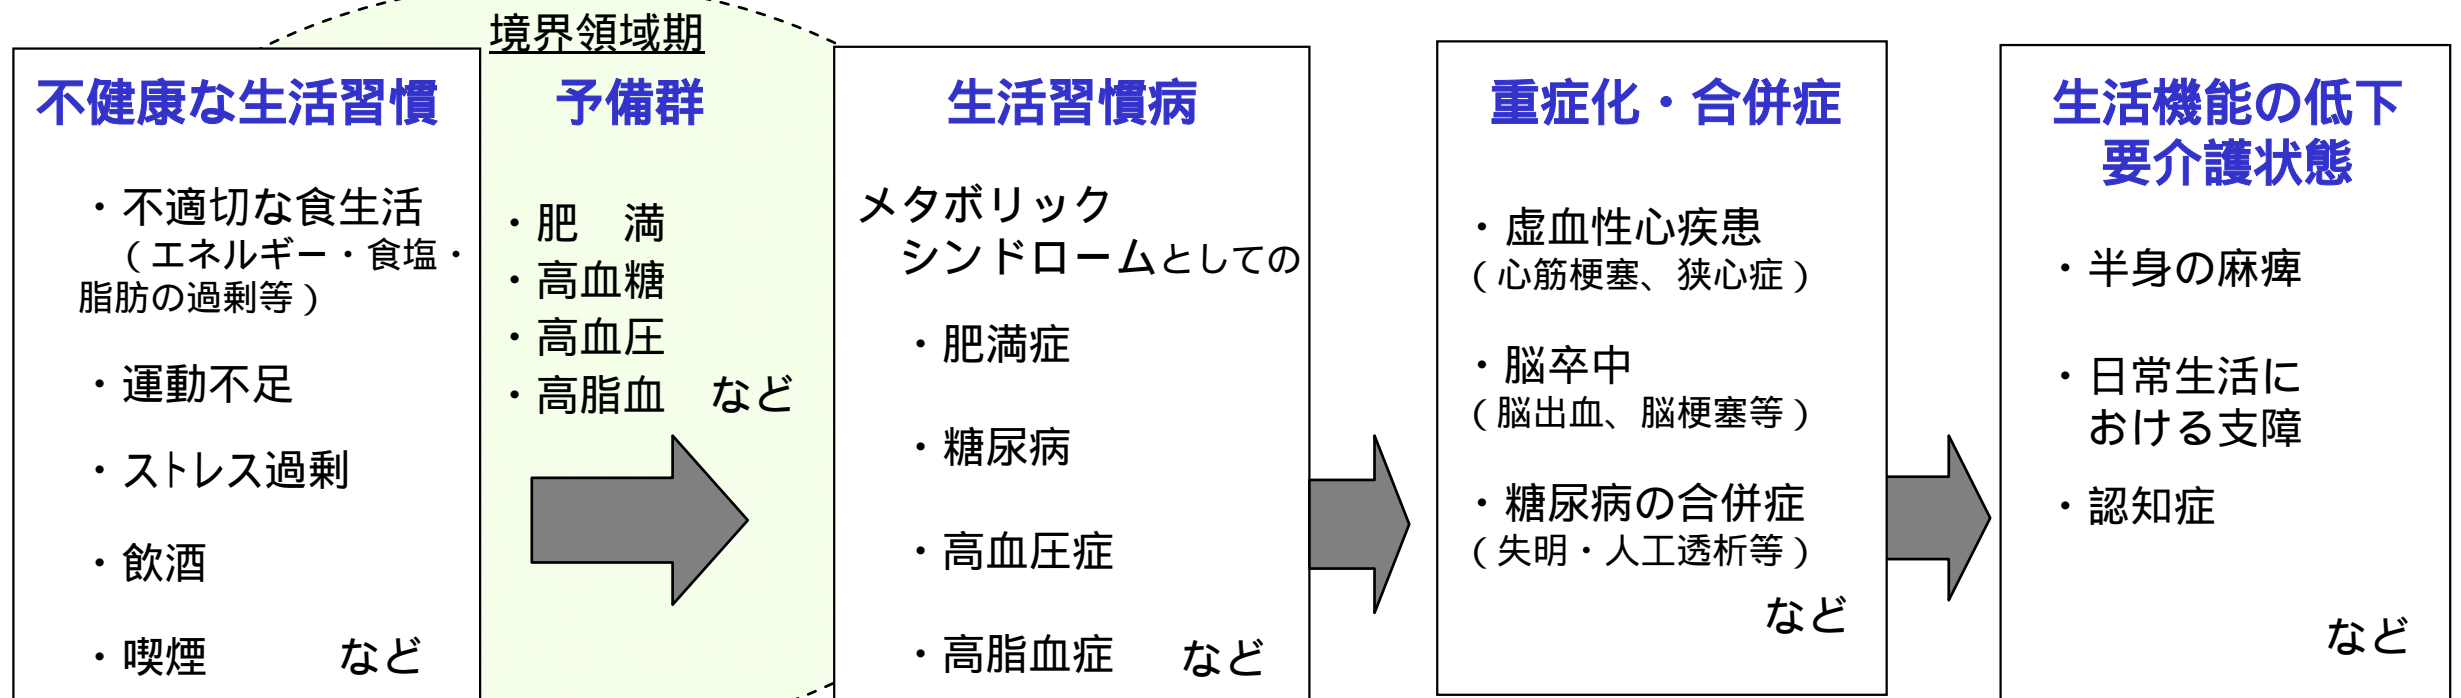 境界領域期
不健康な生活習慣
・不適切な食生活
（エネルギー・食塩・
脂肪の過剰等）
・運動不足
・ストレス過剰
・飲酒
・喫煙　　　など
予備群
・肥　満
・高血糖
・高血圧
・高脂血　など
生活習慣病
メタボリック
シンドロームとしての
・肥満症
・糖尿病
・高血圧症
・高脂血症　など
重症化・合併症
・虚血性心疾患
（心筋梗塞、狭心症）
・脳卒中
（脳出血、脳梗塞等）
・糖尿病の合併症
（失明・人工透析等）
など
生活機能の低下
要介護状態
・半身の麻痺
・日常生活に
おける支障
・認知症
など